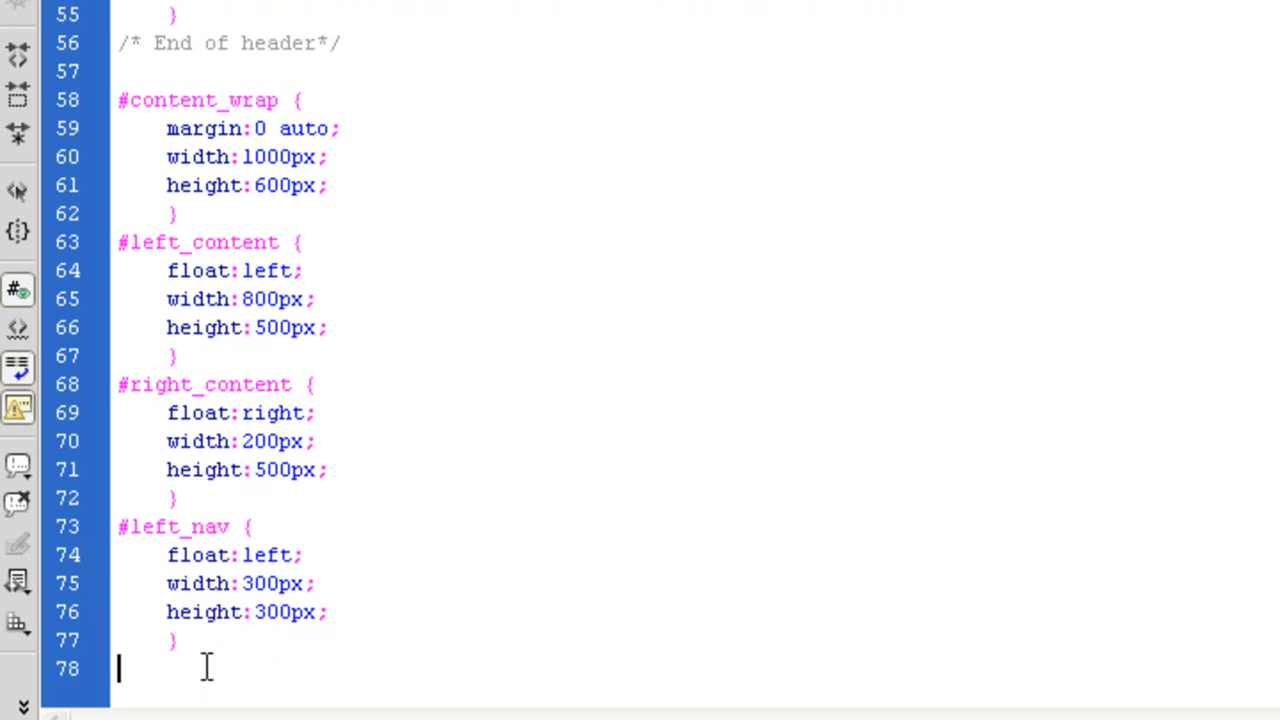 55 }
56 /* End of header*/
57
58 #content_wrap {
59 margin:0 auto;
60 width:1000px;
61 height:600px;
62 }
63 #left_content {
64 float:left;
65 width:800px;
66 height:500px;
67 }
68 #right_content {
69 float:right;
70 width:200px;
71 height:500px;
72 }
73 #left_nav {
74 float:left;
75 width:300px;
76 height:300px;
77 }
78